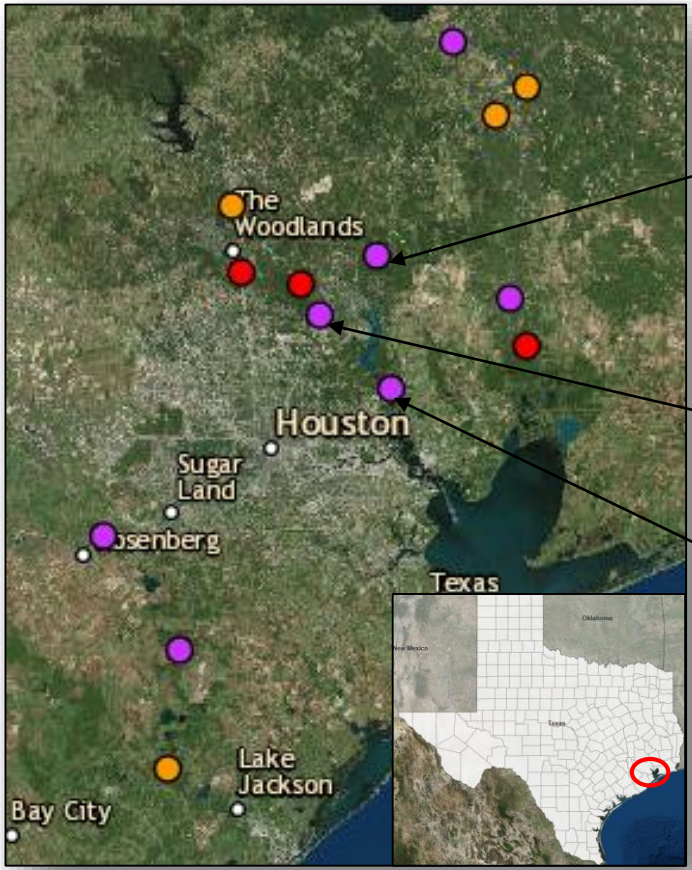 The
Woodlands
Houston
Sugar
Land
osenberg
Texas
Lake
Jackson
Bay City
Oklahoma
New Mexico
Texas